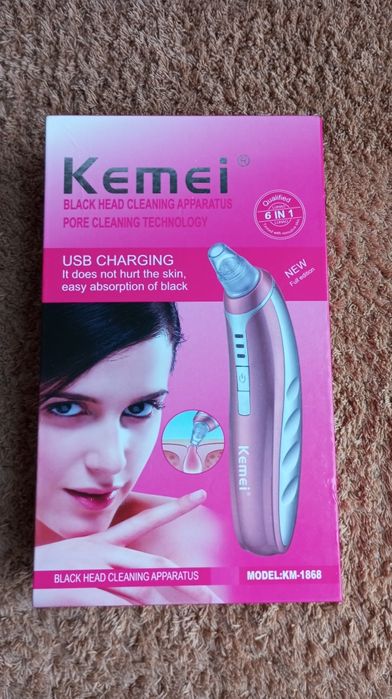 Kemei®
BLACK HEAD CLEANING APPARATUS
PORE CLEANING TECHNOLOGY
Qualified
6 IN 1
USB CHARGING
It does not hurt the skin,
easy absorption of black
NEW
Full edition
Kemei®
BLACK HEAD CLEANING APPARATUS
MODEL:KM-1868